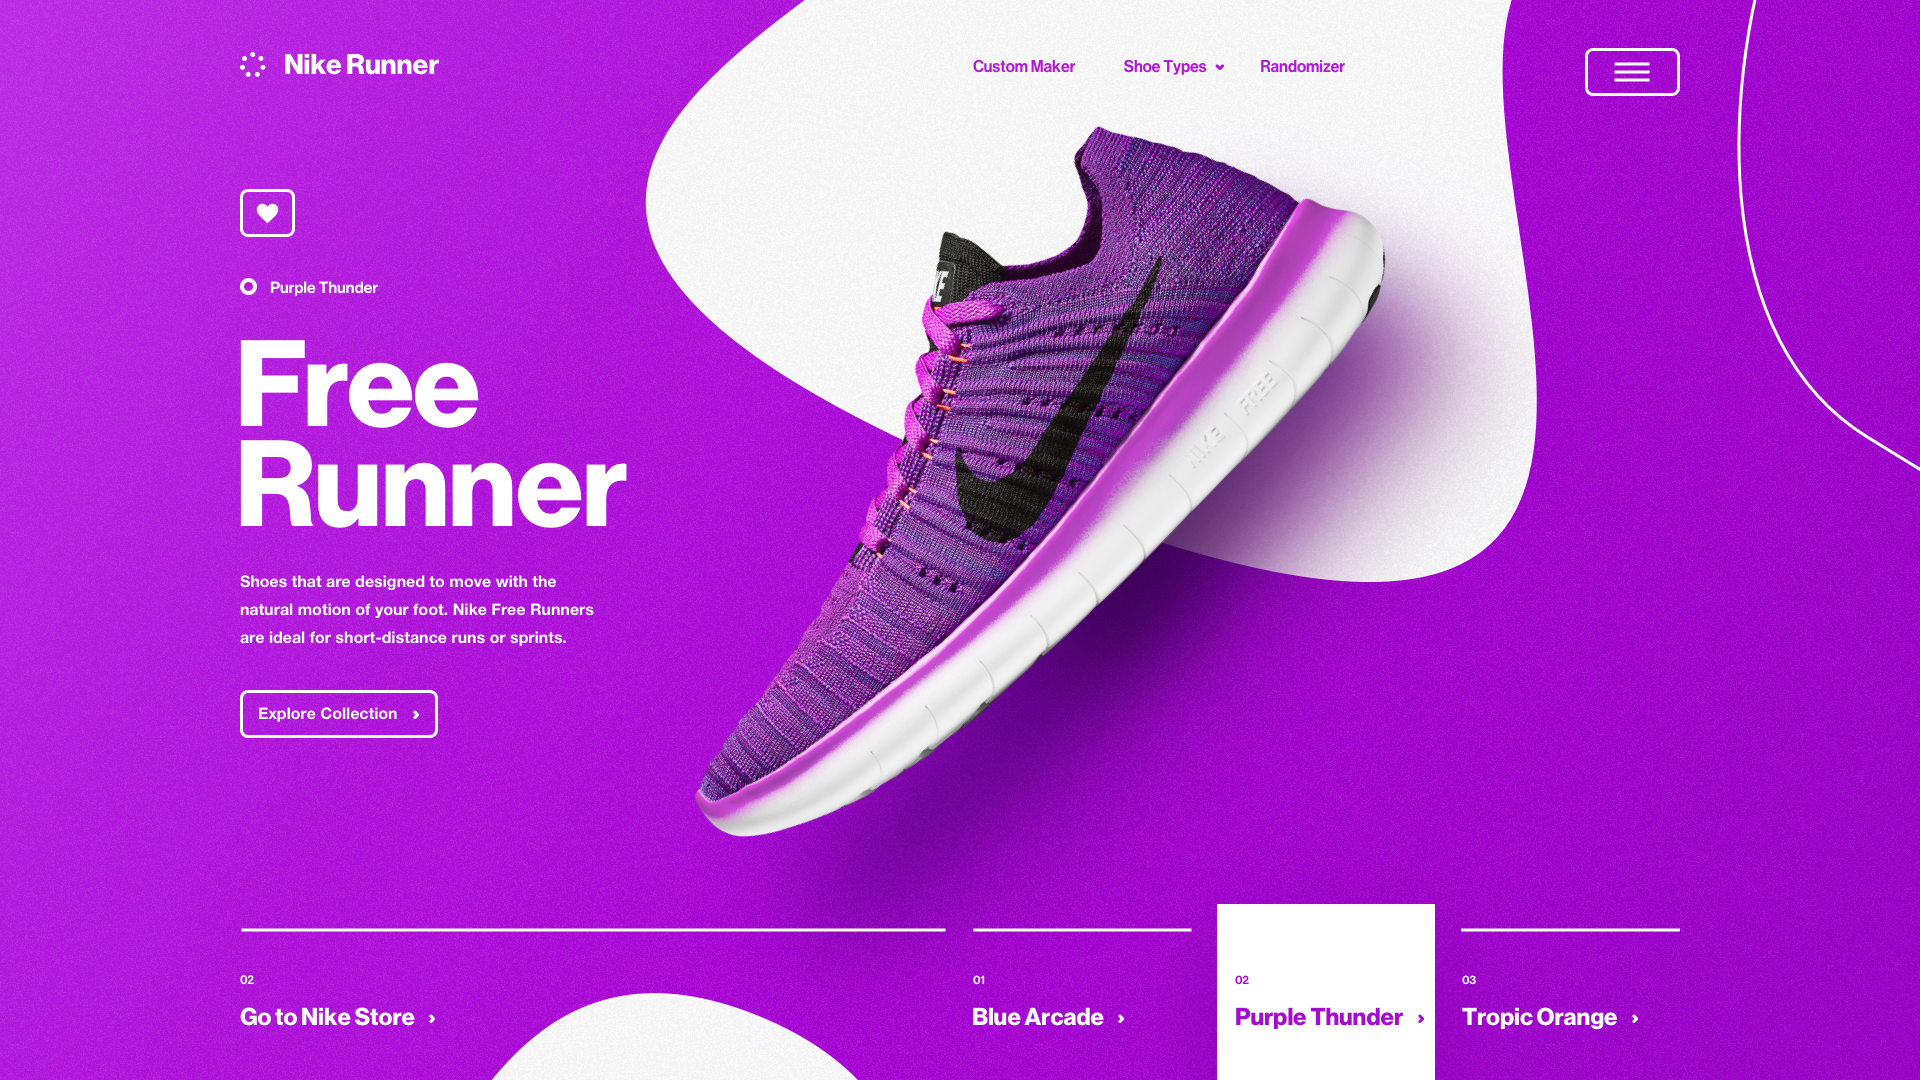 Nike Runner
Custom Maker
Shoe Types
Randomizer
Purple Thunder
Free
Runner
Shoes that are designed to move with the
natural motion of your foot. Nike Free Runners
are ideal for short-distance runs or sprints.
Explore Collection
NIKE FREE
02
Go to Nike Store
01
Blue Arcade
02
Purple Thunder
03
Tropic Orange